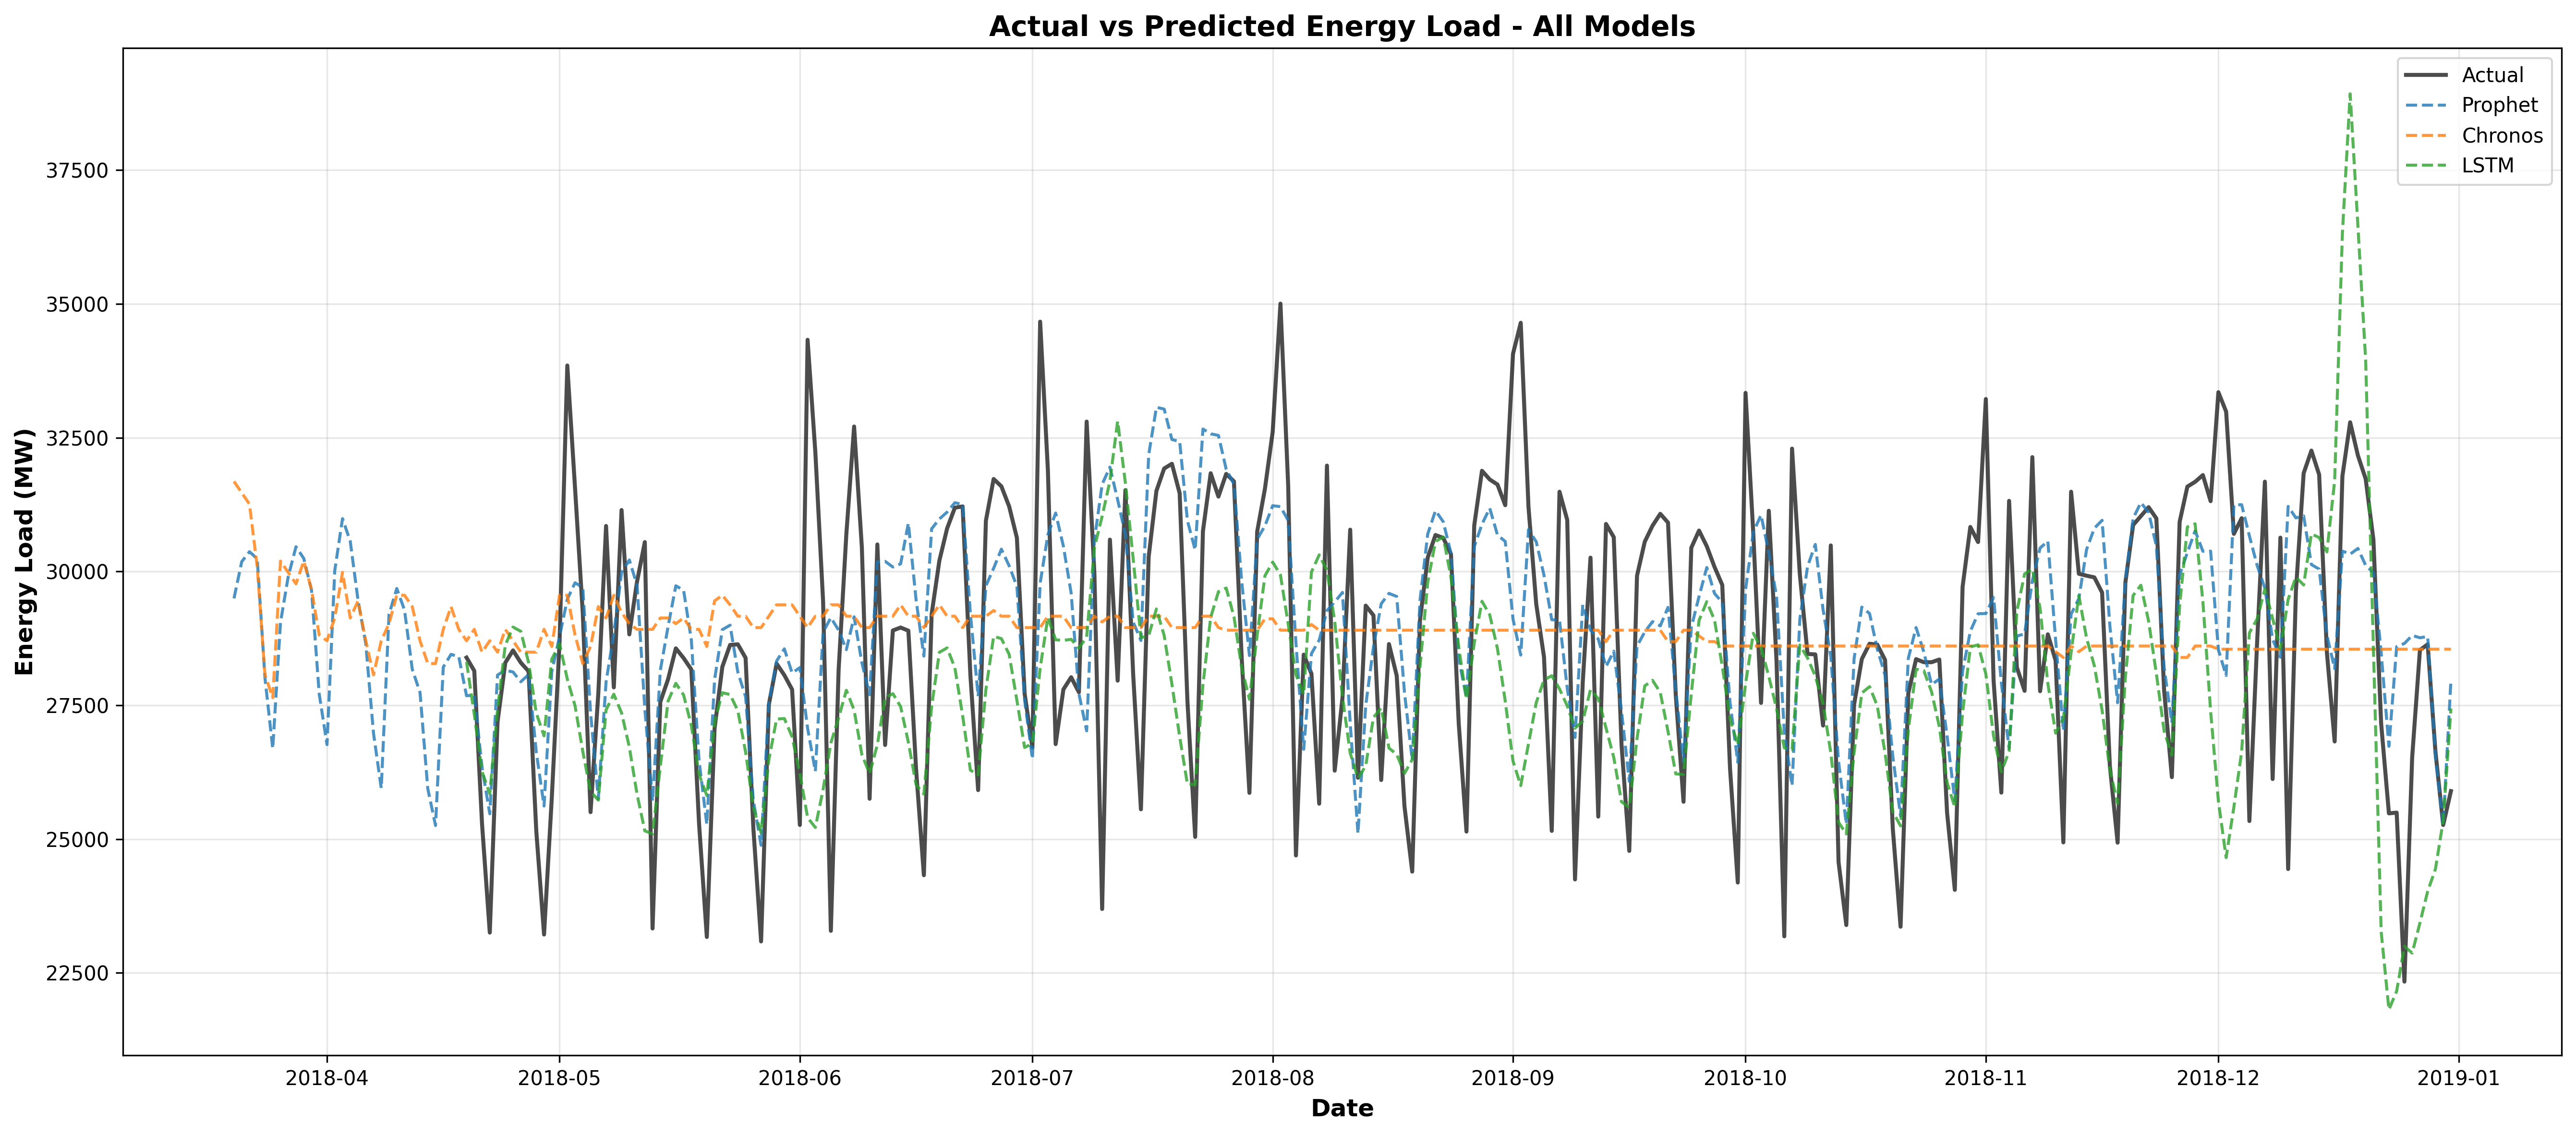 Actual vs Predicted Energy Load - All Models
Actual
Prophet
Chronos
LSTM
Energy Load (MW)
37500
35000
32500
30000
27500
25000
22500
2018-04
2018-05
2018-06
2018-07
2018-08
2018-09
2018-10
2018-11
2018-12
2019-01
Date